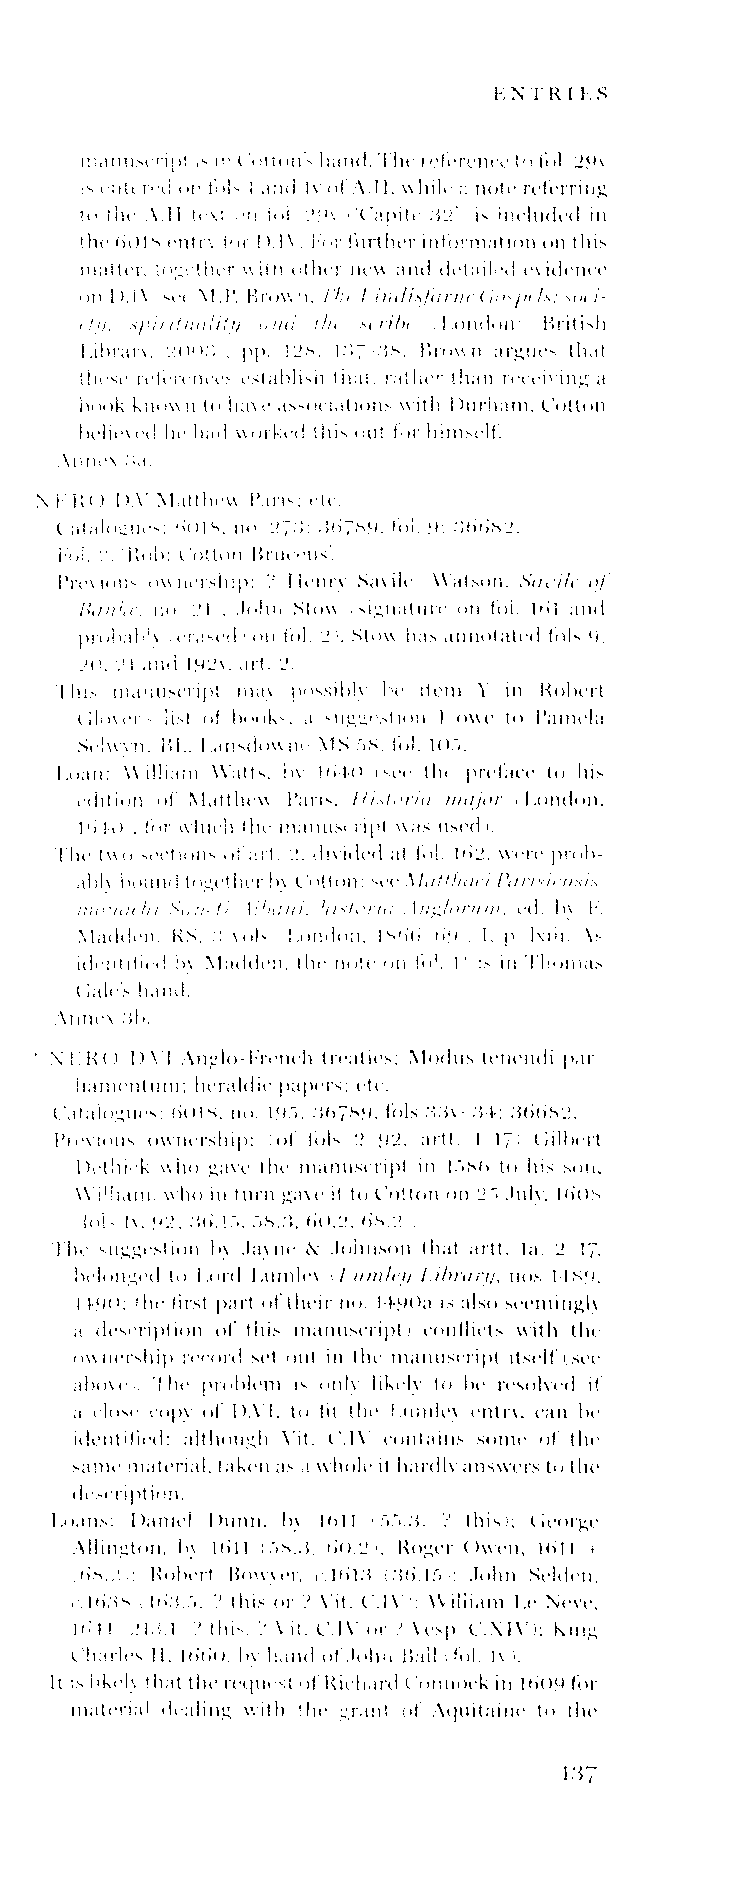 ENTRIES
manuscript is in Cotton's hand. The reference to fol. 29v
is entered on fols 1 and 1v of A.II, while a note referring
to the A.II text on fol. 29v ('Capite 32') is included in
the 6018 entry for D.IV. For further information on this
matter, together with other new and detailed evidence
on D.IV, see M.P. Brown, The Lindisfarne Gospels: soci-
ety, spirituality and the scribe (London: British
Library, 2003), pp. 128, 137-38. Brown argues that
these references establish that, rather than receiving a
book known to have associations with Durham, Cotton
believed he had worked this out for himself.
Annex 3a.
NERO D.V Matthew Paris; etc.
Catalogues: 6018, no. 273; 36789, fol. 9; 36682.
Fol. 2, 'Rob: Cotton Bruceus'.
Previous ownership: ? Henry Savile (Watson, Savile of
Banke, no. 21), John Stow (signature on fol. 161 and
probably (erased) on fol. 2). Stow has annotated fols 9,
20, 21 and 192v, art. 2.
This manuscript may possibly be item Y in Robert
Glover's list of books, a suggestion I owe to Pamela
Selwyn. BL, Lansdowne MS 58, fol. 105.
Loan: William Watts, by 1640 (see the preface to his
edition of Matthew Paris, Historia major (London,
1640), for which the manuscript was used).
The two sections of art. 2, divided at fol. 162, were prob-
ably bound together by Cotton: see Matthaei Parisiensis,
monachi Sancti Albani, historia Anglorum, ed. by F.
Madden, RS, 3 vols (London, 1866-69), I, p. lxiii. As
identified by Madden, the note on fol. 1* is in Thomas
Gale's hand.
Annex 3b.
* NERO D.VI Anglo-French treaties; Modus tenendi par-
liamentum; heraldic papers; etc.
Catalogues: 6018, no. 195; 36789, fols 33v-34; 36682.
Previous ownership: (of fols 2-92, artt. 1-17) Gilbert
Dethick who gave the manuscript in 1586 to his son,
William, who in turn gave it to Cotton on 25 July, 1608
(fols 1v, 92, 36.15, 58.3, 60.2, 68.2).
The suggestion by Jayne & Johnson that artt. 1a, 2-17,
belonged to Lord Lumley (Lumley Library, nos 1489,
1490; the first part of their no. 1490a is also seemingly
a description of this manuscript) conflicts with the
ownership record set out in the manuscript itself (see
above). The problem is only likely to be resolved if
a close copy of D.VI, to fit the Lumley entry, can be
identified: although Vit. C.IV contains some of the
same material, taken as a whole it hardly answers to the
description.
Loans: Daniel Dunn, by 1611 (55.3, ? this); George
Allington, by 1611 (58.3, 60.2); Roger Owen, 1611 +
(68.2); Robert Bowyer, c.1613 (36.15); John Selden,
c.1638 (163.5, ? this or ? Vit. C.IV); William Le Neve,
1641 (213.1, ? this, ? Vit. C.IV or ? Vesp. C.XIV); King
Charles II, 1660, by hand of John Ball (fol. 1v).
It is likely that the request of Richard Connock in 1609 for
material dealing with the grant of Aquitaine to the
137